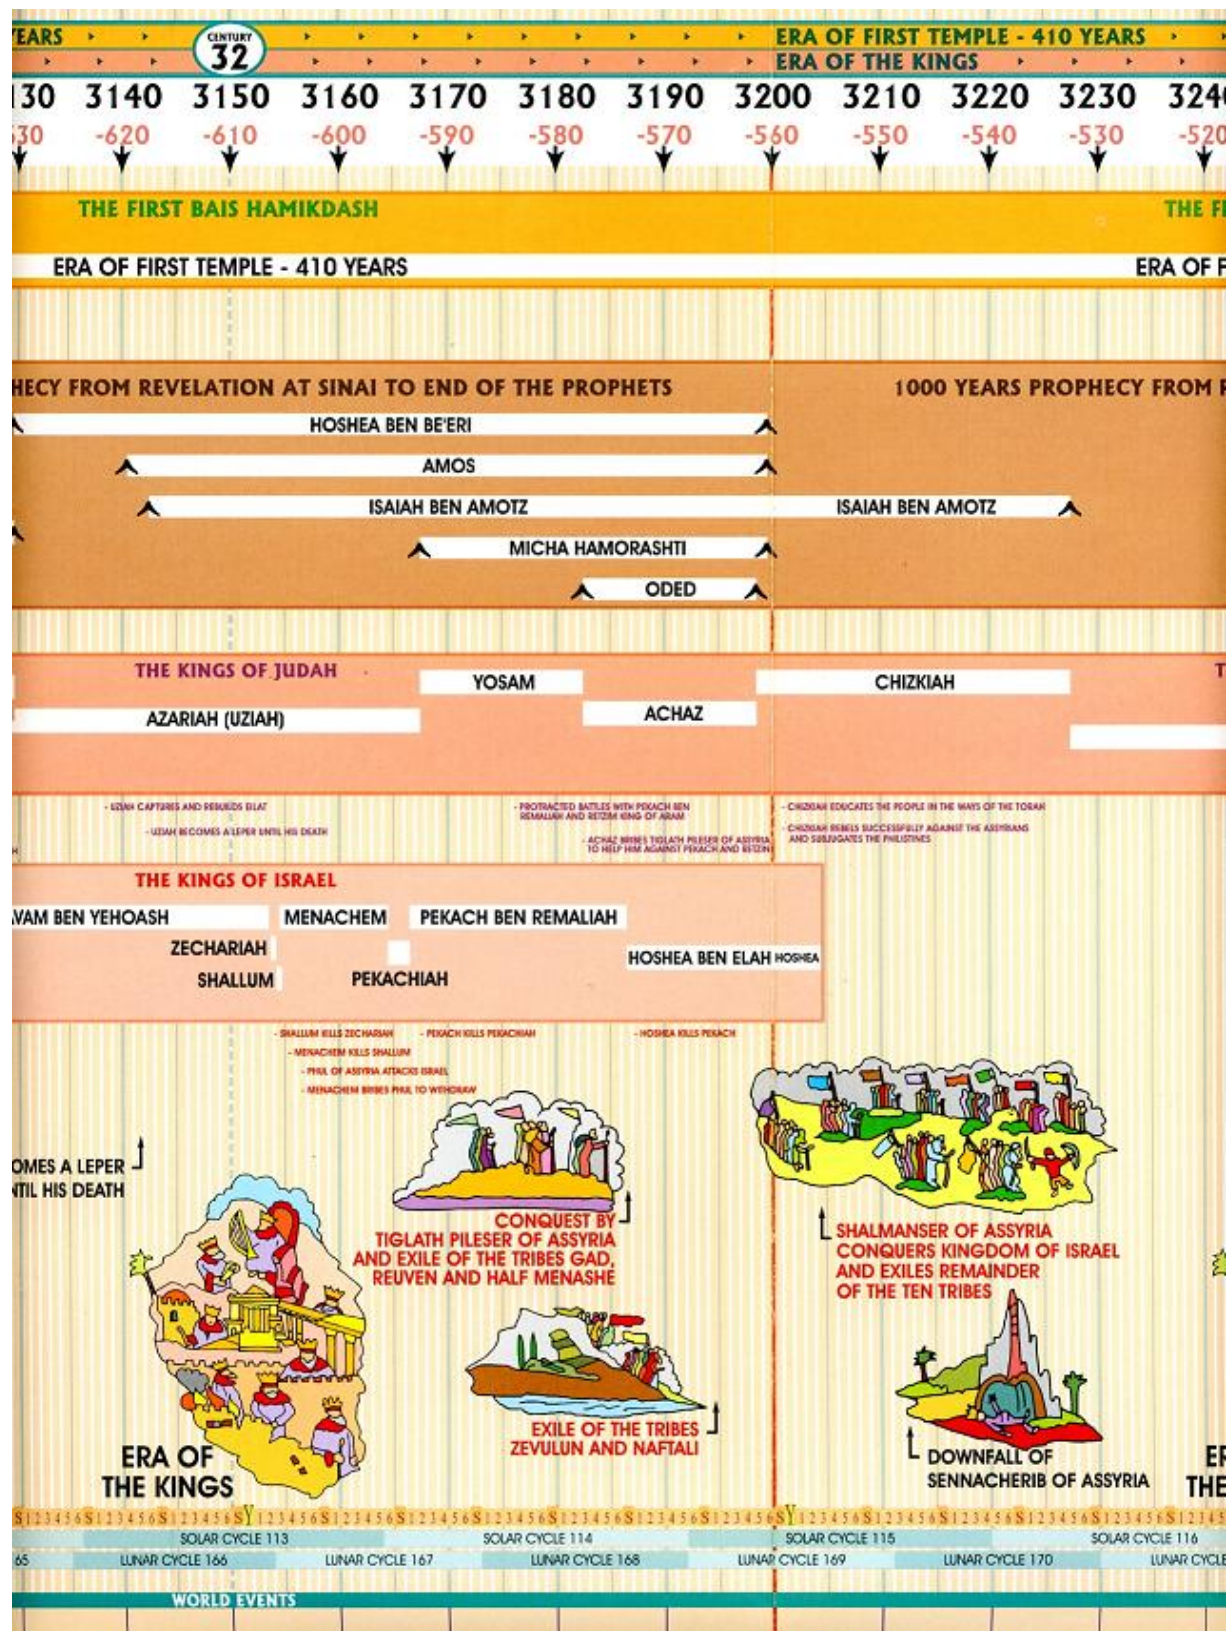 EARS
CENTURY
32
ERA OF FIRST TEMPLE - 410 YEARS
ERA OF THE KINGS
130 3140 3150 3160 3170 3180 3190 3200 3210 3220 3230 324
30 -620 -610 -600 -590 -580 -570 -560 -550 -540 -530 -520
THE FIRST BAIS HAMIKDASH
THE FI
ERA OF FIRST TEMPLE - 410 YEARS
ERA OF F
HECY FROM REVELATION AT SINAI TO END OF THE PROPHETS
1000 YEARS PROPHECY FROM R
HOSHEA BEN BE'ERI
AMOS
ISAIAH BEN AMOTZ
ISAIAH BEN AMOTZ
MICHA HAMORASHTI
ODED
THE KINGS OF JUDAH
T
YOSAM
CHIZKIAH
AZARIAH (UZIAH)
ACHAZ
- UZIAH CAPTURES AND REBUILDS EILAT
- UZIAH BECOMES A LEPER UNTIL HIS DEATH
H
- PROTRACTED BATTLES WITH PEKACH BEN
REMALIAH AND RETZIM KING OF ARAM
- ACHAZ BRIBES TIGLATH PILESER OF ASSYRIA
TO HELP HIM AGAINST PEKACH AND RETZIN
- CHIZKIAH EDUCATES THE PEOPLE IN THE WAYS OF THE TORAH
- CHIZKIAH REBELS SUCCESSFULLY AGAINST THE ASSYRIANS
AND SUBJUGATES THE PHILISTINES
THE KINGS OF ISRAEL
VAM BEN YEHOASH
MENACHEM
PEKACH BEN REMALIAH
ZECHARIAH
HOSHEA BEN ELAH HOSHEA
SHALLUM
PEKACHIAH
- SHALLUM KILLS ZECHARIAH
- PEKACH KILLS PEKACHIAH
- HOSHEA KILLS PEKACH
- MENACHEM KILLS SHALLUM
- PHUL OF ASSYRIA ATTACKS ISRAEL
- MENACHEM BRIBES PHUL TO WITHDRAW
OMES A LEPER
NTIL HIS DEATH
CONQUEST BY
TIGLATH PILESER OF ASSYRIA
AND EXILE OF THE TRIBES GAD,
REUVEN AND HALF MENASHE
SHALMANSER OF ASSYRIA
CONQUERS KINGDOM OF ISRAEL
AND EXILES REMAINDER
OF THE TEN TRIBES
EXILE OF THE TRIBES
ZEVULUN AND NAFTALI
ERA OF
THE KINGS
DOWNFALL OF
SENNACHERIB OF ASSYRIA
ER
THE
SOLAR CYCLE 113
SOLAR CYCLE 114
SOLAR CYCLE 115
SOLAR CYCLE 116
65
LUNAR CYCLE 166
LUNAR CYCLE 167
LUNAR CYCLE 168
LUNAR CYCLE 169
LUNAR CYCLE 170
LUNAR CYCLE
WORLD EVENTS